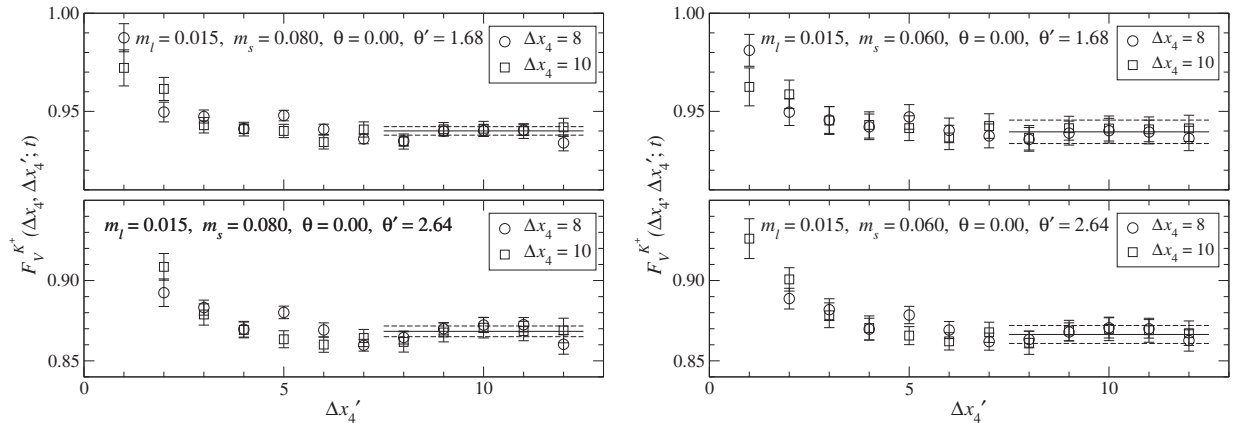 1.00
0.95
0.90
0.85
F_V^{K^+}(Δx_4, Δx_4′; t)
m_l = 0.015, m_s = 0.080, θ = 0.00, θ′ = 1.68
Δx_4 = 8
Δx_4 = 10
m_l = 0.015, m_s = 0.080, θ = 0.00, θ′ = 2.64
Δx_4 = 8
Δx_4 = 10
0 5 10
Δx_4′
1.00
0.95
0.90
0.85
F_V^{K^+}(Δx_4, Δx_4′; t)
m_l = 0.015, m_s = 0.060, θ = 0.00, θ′ = 1.68
Δx_4 = 8
Δx_4 = 10
m_l = 0.015, m_s = 0.060, θ = 0.00, θ′ = 2.64
Δx_4 = 8
Δx_4 = 10
0 5 10
Δx_4′